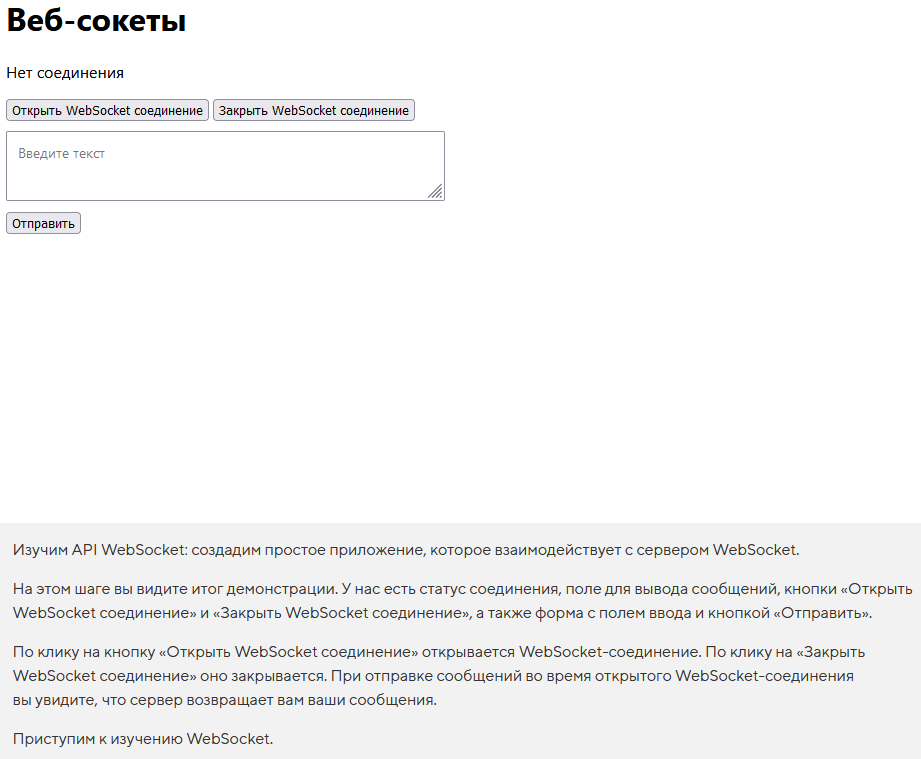 Веб-сокеты
Нет соединения
Открыть WebSocket соединение Закрыть WebSocket соединение
Введите текст
Отправить
Изучим API WebSocket: создадим простое приложение, которое взаимодействует с сервером WebSocket.
На этом шаге вы видите итог демонстрации. У нас есть статус соединения, поле для вывода сообщений, кнопки «Открыть
WebSocket соединение» и «Закрыть WebSocket соединение», а также форма с полем ввода и кнопкой «Отправить».
По клику на кнопку «Открыть WebSocket соединение» открывается WebSocket-соединение. По клику на «Закрыть
WebSocket соединение» оно закрывается. При отправке сообщений во время открытого WebSocket-соединения
вы увидите, что сервер возвращает вам ваши сообщения.
Приступим к изучению WebSocket.